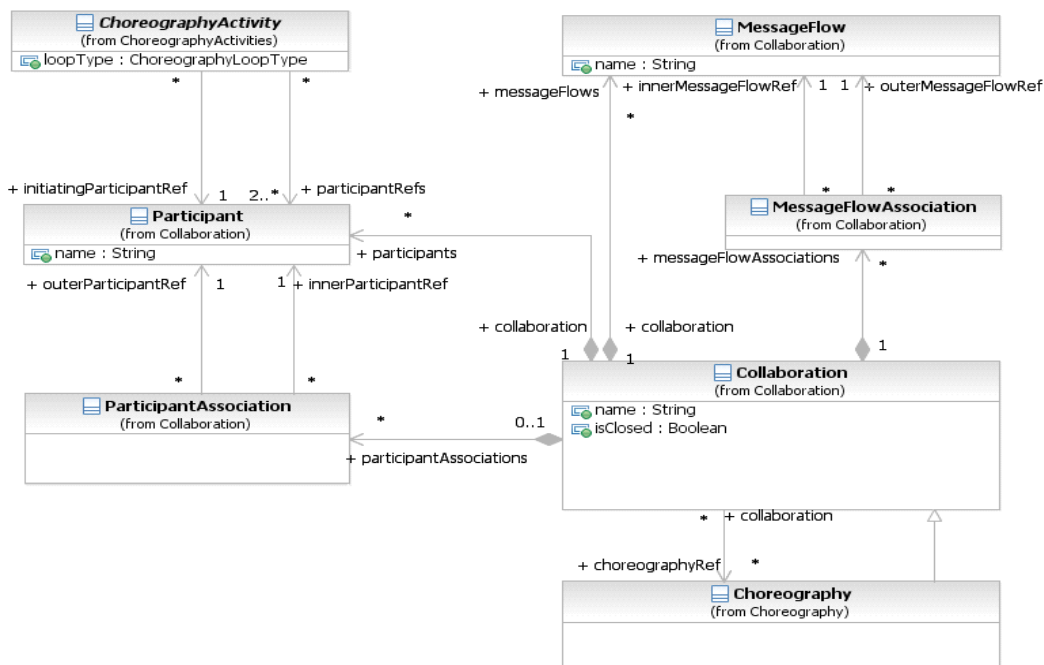 ChoreographyActivity
(from ChoreographyActivities)
loopType : ChoreographyLoopType
*
*
+ initiatingParticipantRef
1
2..*
+ participantRefs
Participant
(from Collaboration)
name : String
*
+ participants
+ outerParticipantRef
1
1
+ innerParticipantRef
*
*
ParticipantAssociation
(from Collaboration)
*
0..1
+ participantAssociations
MessageFlow
(from Collaboration)
name : String
+ messageFlows
+ innerMessageFlowRef
1
1
+ outerMessageFlowRef
*
*
*
MessageFlowAssociation
(from Collaboration)
+ messageFlowAssociations
*
+ collaboration
+ collaboration
1
1
1
Collaboration
(from Collaboration)
name : String
isClosed : Boolean
*
+ collaboration
+ choreographyRef
*
Choreography
(from Choreography)